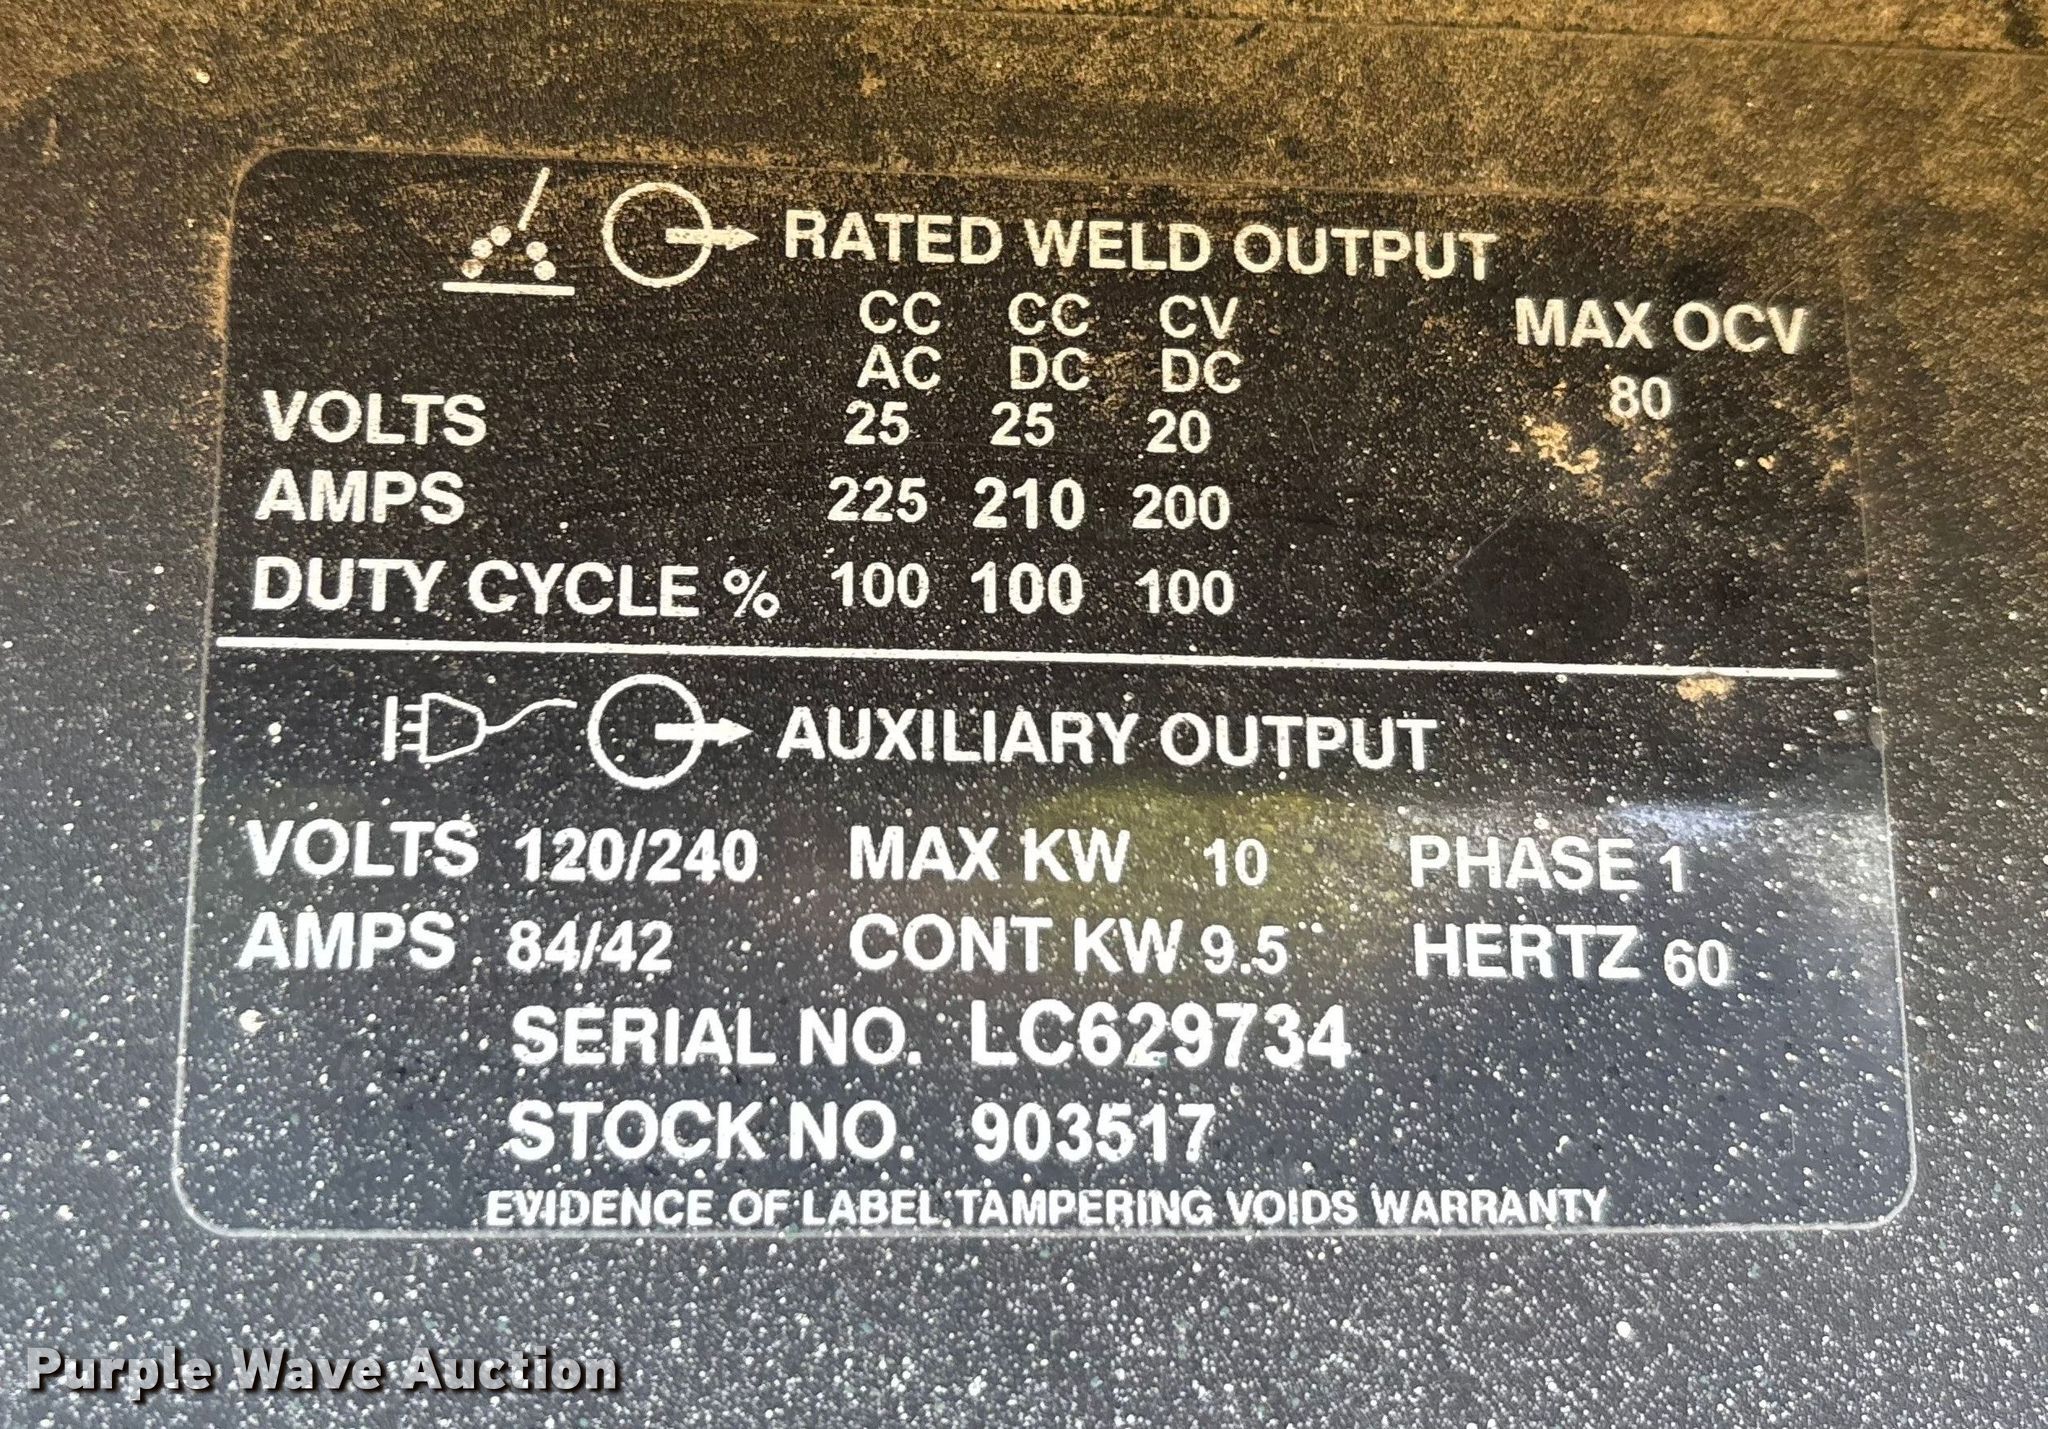 RATED WELD OUTPUT
CC CC CV MAX OCV
AC DC DC 80
VOLTS 25 25 20
AMPS 225 210 200
DUTY CYCLE % 100 100 100
AUXILIARY OUTPUT
VOLTS 120/240 MAX KW 10 PHASE 1
AMPS 84/42 CONT KW 9.5 HERTZ 60
SERIAL NO. LC629734
STOCK NO. 903517
EVIDENCE OF LABEL TAMPERING VOIDS WARRANTY
Purple Wave Auction